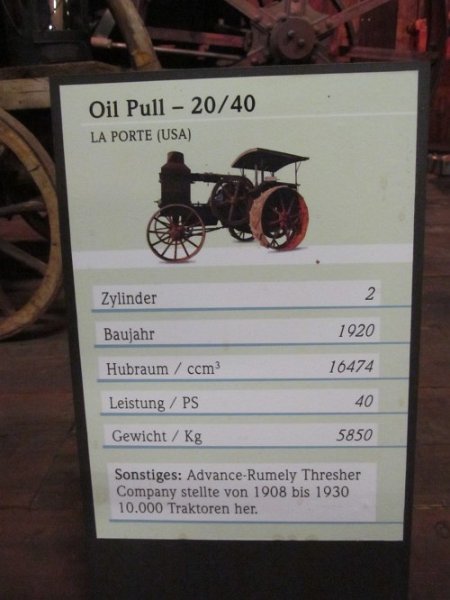 Oil Pull – 20/40
LA PORTE (USA)
Zylinder 2
Baujahr 1920
Hubraum / ccm³ 16474
Leistung / PS 40
Gewicht / Kg 5850
Sonstiges: Advance-Rumely Thresher
Company stellte von 1908 bis 1930
10.000 Traktoren her.